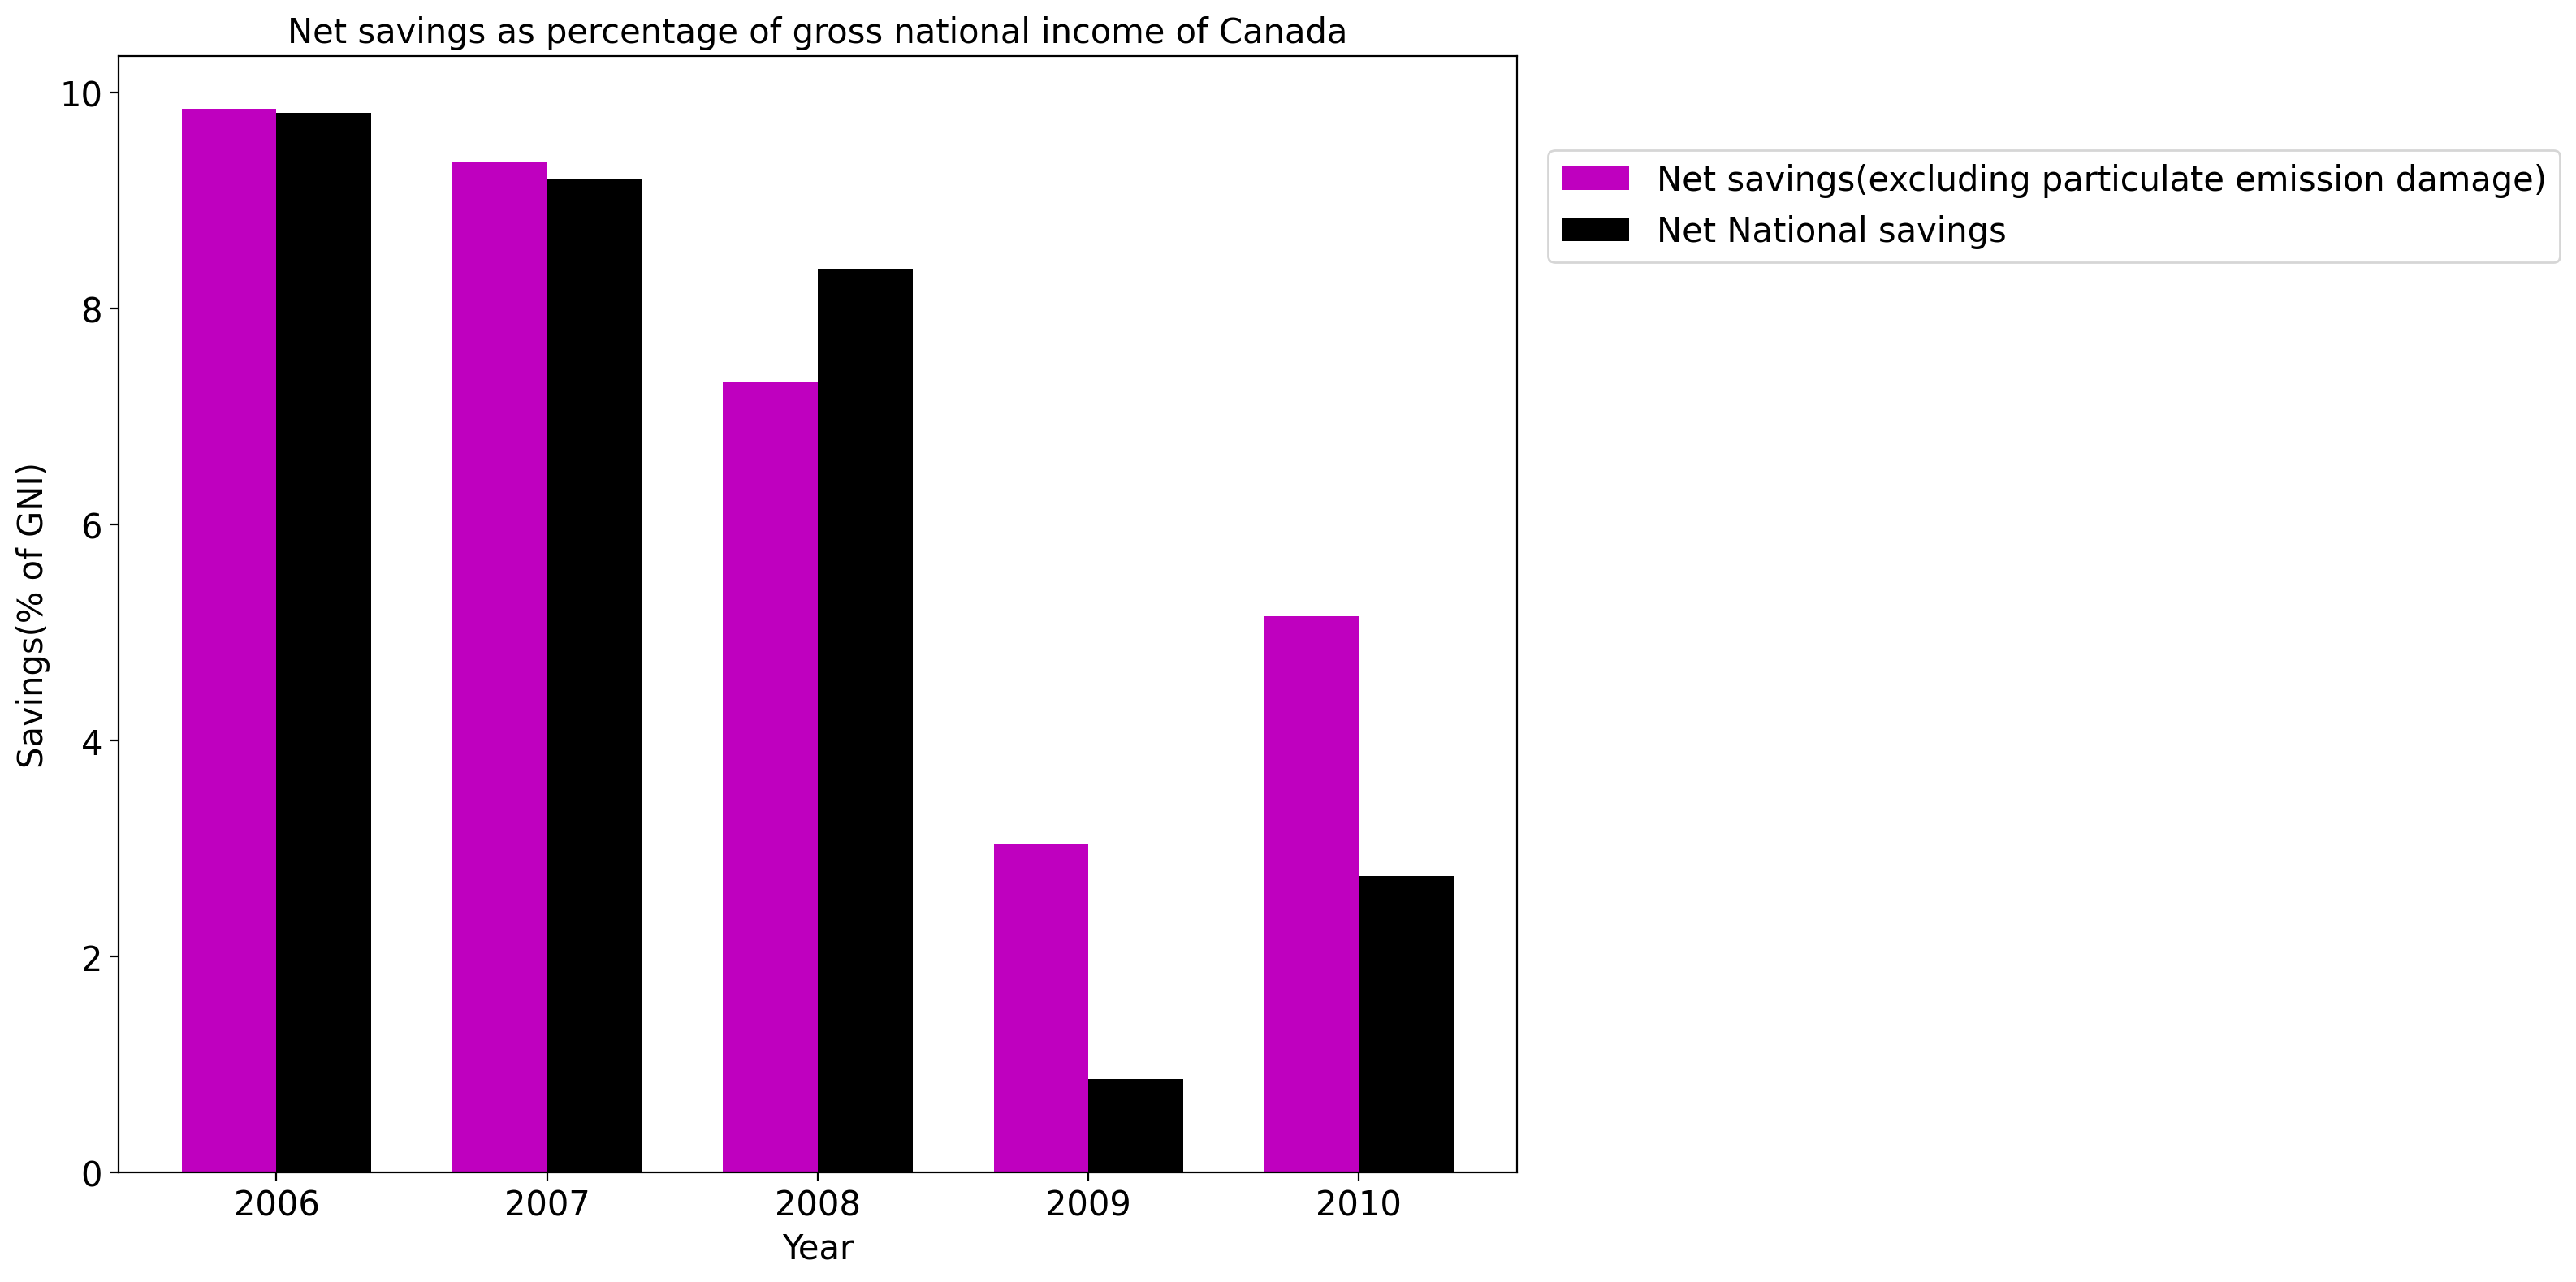 Net savings as percentage of gross national income of Canada
10
8
6
4
2
0
Savings(% of GNI)
2006 2007 2008 2009 2010
Year
Net savings(excluding particulate emission damage)
Net National savings